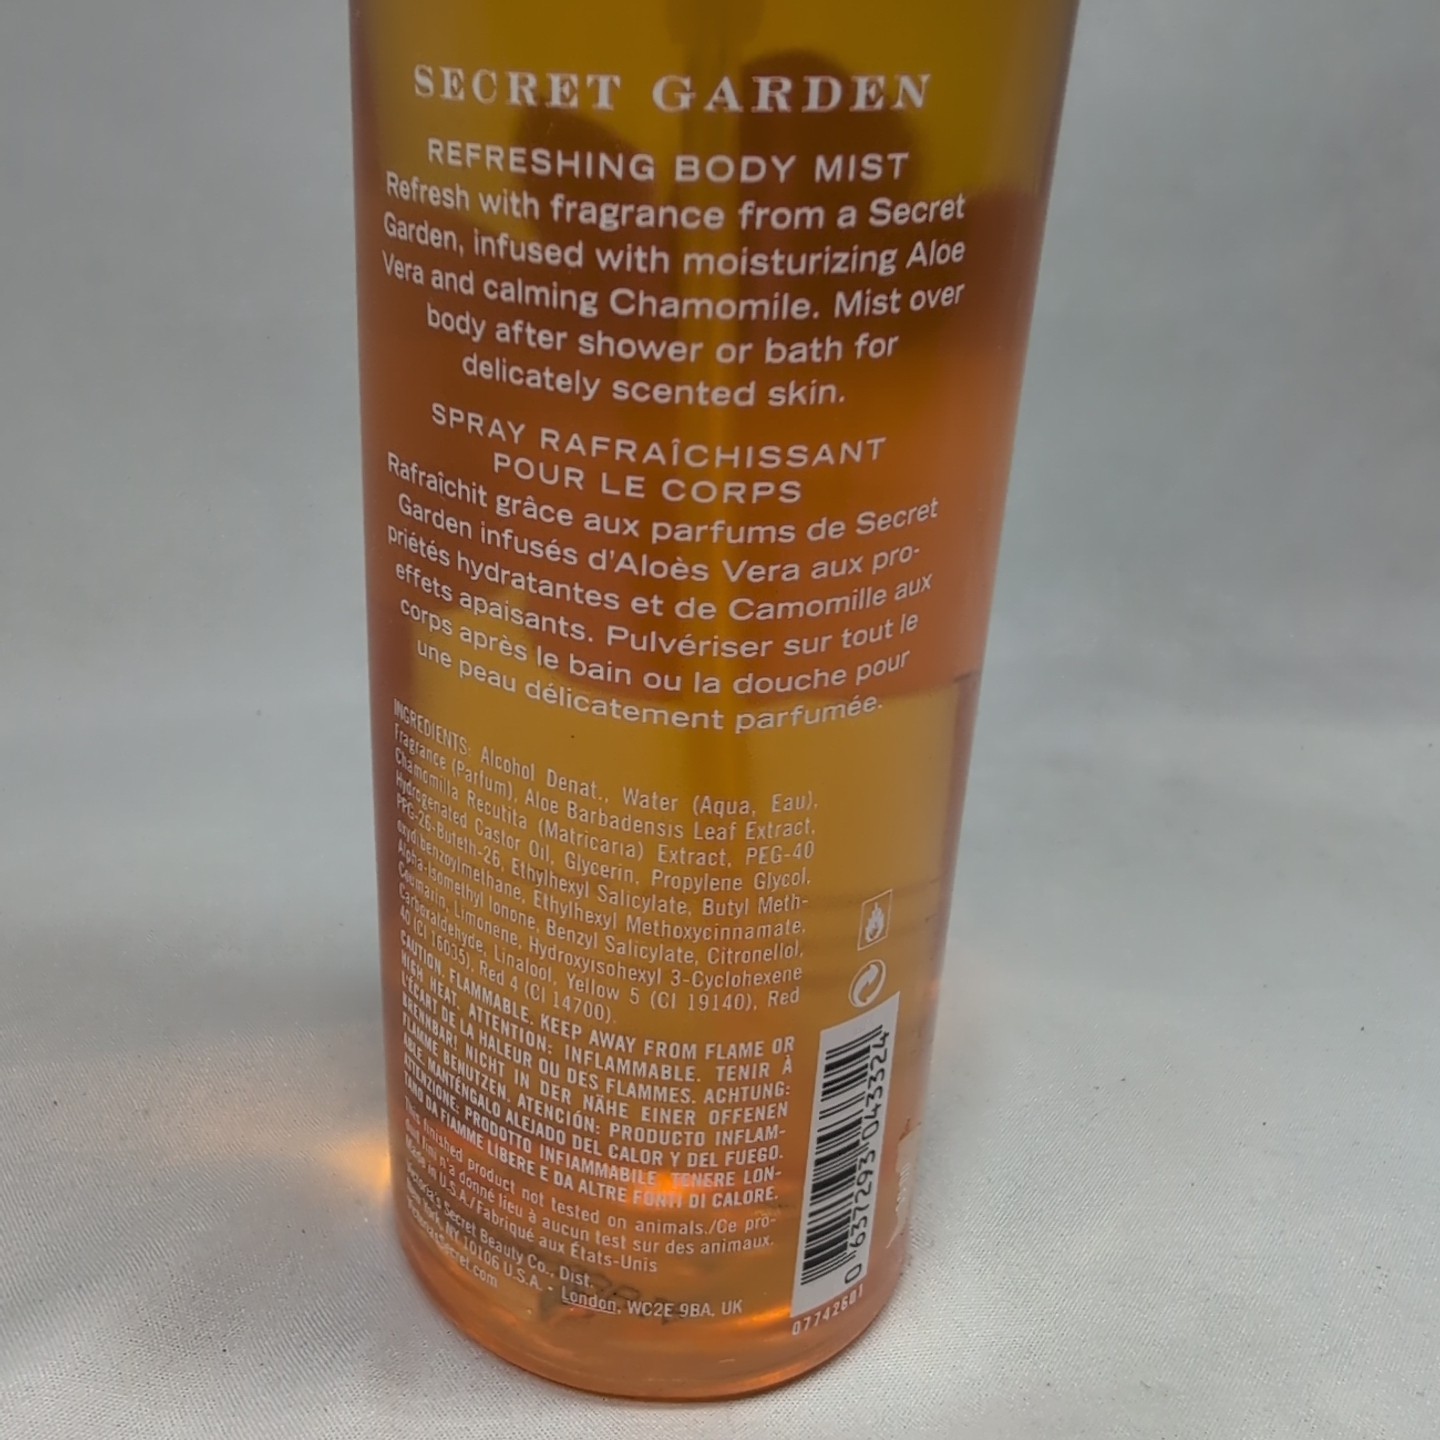 SECRET GARDEN
REFRESHING BODY MIST
Refresh with fragrance from a Secret
Garden, infused with moisturizing Aloe
Vera and calming Chamomile. Mist over
body after shower or bath for
delicately scented skin.
SPRAY RAFRAÎCHISSANT
POUR LE CORPS
Rafraîchit grâce aux parfums de Secret
Garden infusés d'Aloès Vera aux pro-
priétés hydratantes et de Camomille aux
effets apaisants. Pulvériser sur tout le
corps après le bain ou la douche pour
une peau délicatement parfumée.
INGREDIENTS: Alcohol Denat., Water (Aqua, Eau),
Fragrance (Parfum), Aloe Barbadensis Leaf Extract,
Chamomilla Recutita (Matricaria) Extract, PEG-40
Hydrogenated Castor Oil, Glycerin, Propylene Glycol,
PPG-26-Buteth-26, Ethylhexyl Salicylate, Butyl Meth-
oxydibenzoylmethane, Ethylhexyl Methoxycinnamate,
Alpha-Isomethyl Ionone, Benzyl Salicylate, Citronellol,
Coumarin, Limonene, Hydroxyisohexyl 3-Cyclohexene
Carboxaldehyde, Linalool, Yellow 5 (CI 19140), Red
40 (CI 16035), Red 4 (CI 14700).
CAUTION. FLAMMABLE. KEEP AWAY FROM FLAME OR
HIGH HEAT. ATTENTION: INFLAMMABLE. TENIR À
L'ÉCART DE LA HALEUR OU DES FLAMMES. ACHTUNG:
BRENNBAR! NICHT IN DER NÄHE EINER OFFENEN
FLAMME BENUTZEN. ATENCIÓN: PRODUCTO INFLAM-
ABLE. MANTÉNGALO ALEJADO DEL CALOR Y DEL FUEGO.
ATTENZIONE: PRODOTTO INFIAMMABILE. TENERE LON-
TANO DA FIAMME LIBERE E DA ALTRE FONTI DI CALORE.
This finished product not tested on animals./Ce pro-
duit fini n'a donné lieu à aucun test sur des animaux.
Made in U.S.A./Fabriqué aux États-Unis
Victoria's Secret Beauty Co., Dist.
New York, NY 10106 U.S.A. - London, WC2E 9BA, UK
VictoriasSecret.com
0 637293 043324
07742601